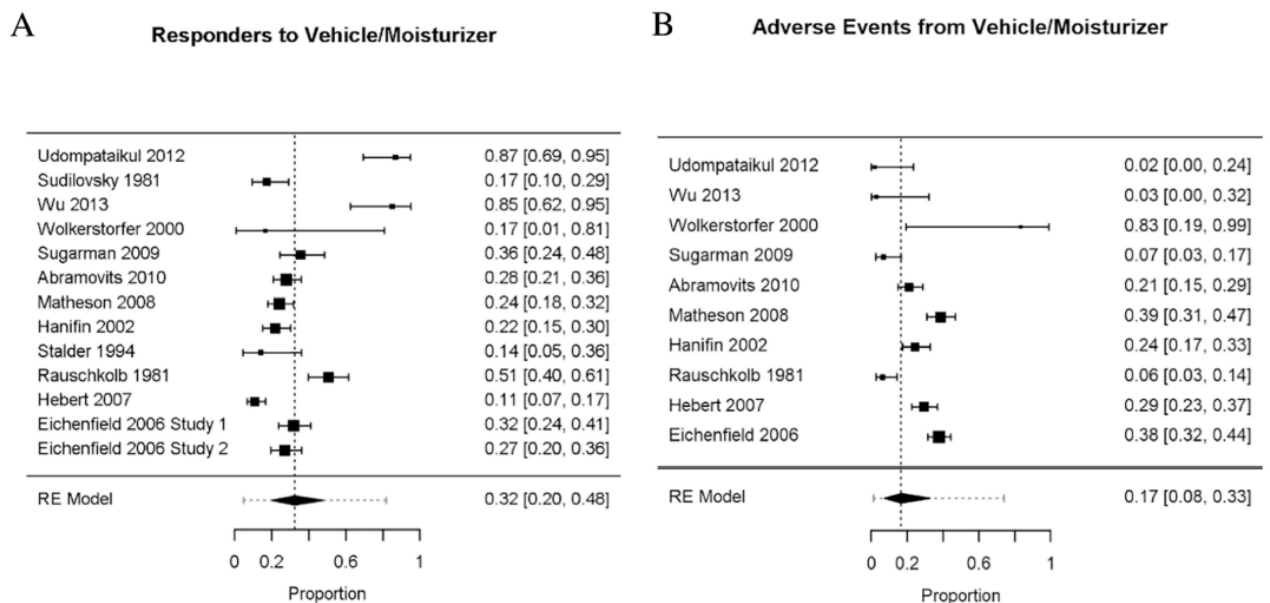 A
Responders to Vehicle/Moisturizer
Udompataikul 2012 0.87 [0.69, 0.95]
Sudilovsky 1981 0.17 [0.10, 0.29]
Wu 2013 0.85 [0.62, 0.95]
Wolkerstorfer 2000 0.17 [0.01, 0.81]
Sugarman 2009 0.36 [0.24, 0.48]
Abramovits 2010 0.28 [0.21, 0.36]
Matheson 2008 0.24 [0.18, 0.32]
Hanifin 2002 0.22 [0.15, 0.30]
Stalder 1994 0.14 [0.05, 0.36]
Rauschkolb 1981 0.51 [0.40, 0.61]
Hebert 2007 0.11 [0.07, 0.17]
Eichenfield 2006 Study 1 0.32 [0.24, 0.41]
Eichenfield 2006 Study 2 0.27 [0.20, 0.36]
RE Model 0.32 [0.20, 0.48]
0 0.2 0.6 1
Proportion
B
Adverse Events from Vehicle/Moisturizer
Udompataikul 2012 0.02 [0.00, 0.24]
Wu 2013 0.03 [0.00, 0.32]
Wolkerstorfer 2000 0.83 [0.19, 0.99]
Sugarman 2009 0.07 [0.03, 0.17]
Abramovits 2010 0.21 [0.15, 0.29]
Matheson 2008 0.39 [0.31, 0.47]
Hanifin 2002 0.24 [0.17, 0.33]
Rauschkolb 1981 0.06 [0.03, 0.14]
Hebert 2007 0.29 [0.23, 0.37]
Eichenfield 2006 0.38 [0.32, 0.44]
RE Model 0.17 [0.08, 0.33]
0 0.2 0.6 1
Proportion